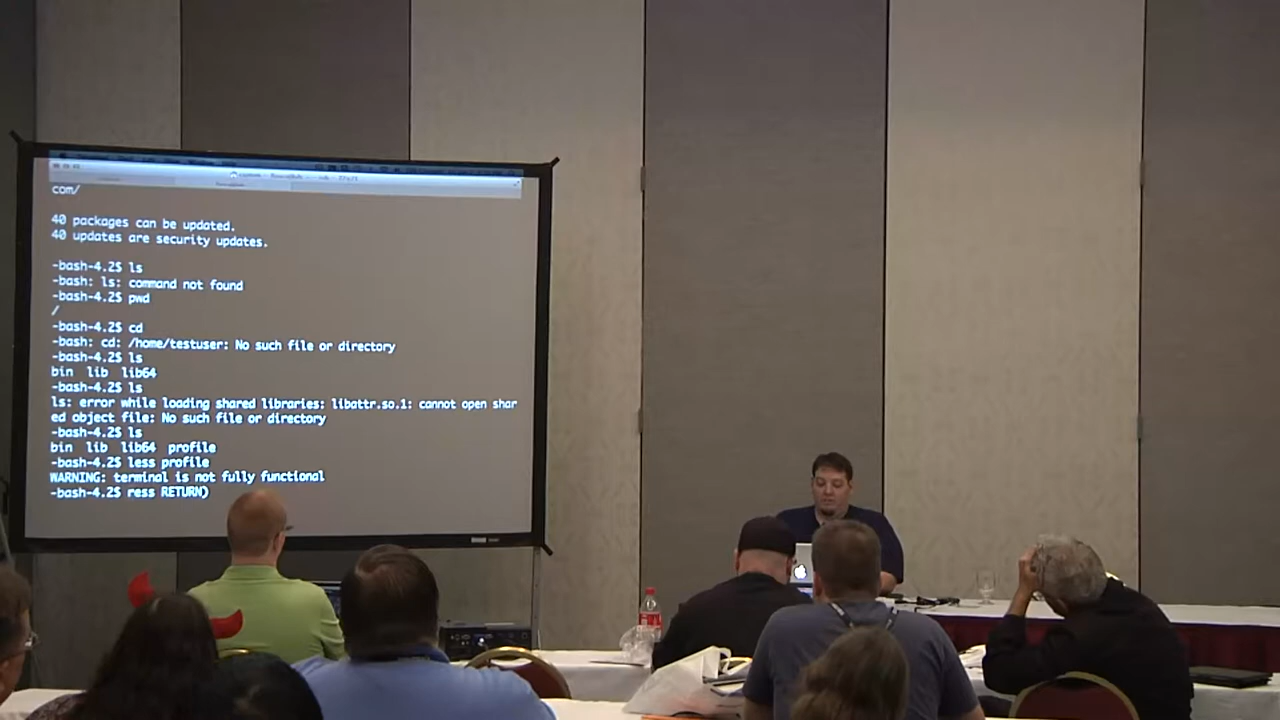 com/
40 packages can be updated.
40 updates are security updates.
-bash-4.2$ ls
-bash: ls: command not found
-bash-4.2$ pwd
/
-bash-4.2$ cd
-bash: cd: /home/testuser: No such file or directory
-bash-4.2$ ls
bin lib lib64
-bash-4.2$ ls
ls: error while loading shared libraries: libattr.so.1: cannot open shar
ed object file: No such file or directory
-bash-4.2$ ls
bin lib lib64 profile
-bash-4.2$ less profile
WARNING: terminal is not fully functional
-bash-4.2$ ress RETURN)